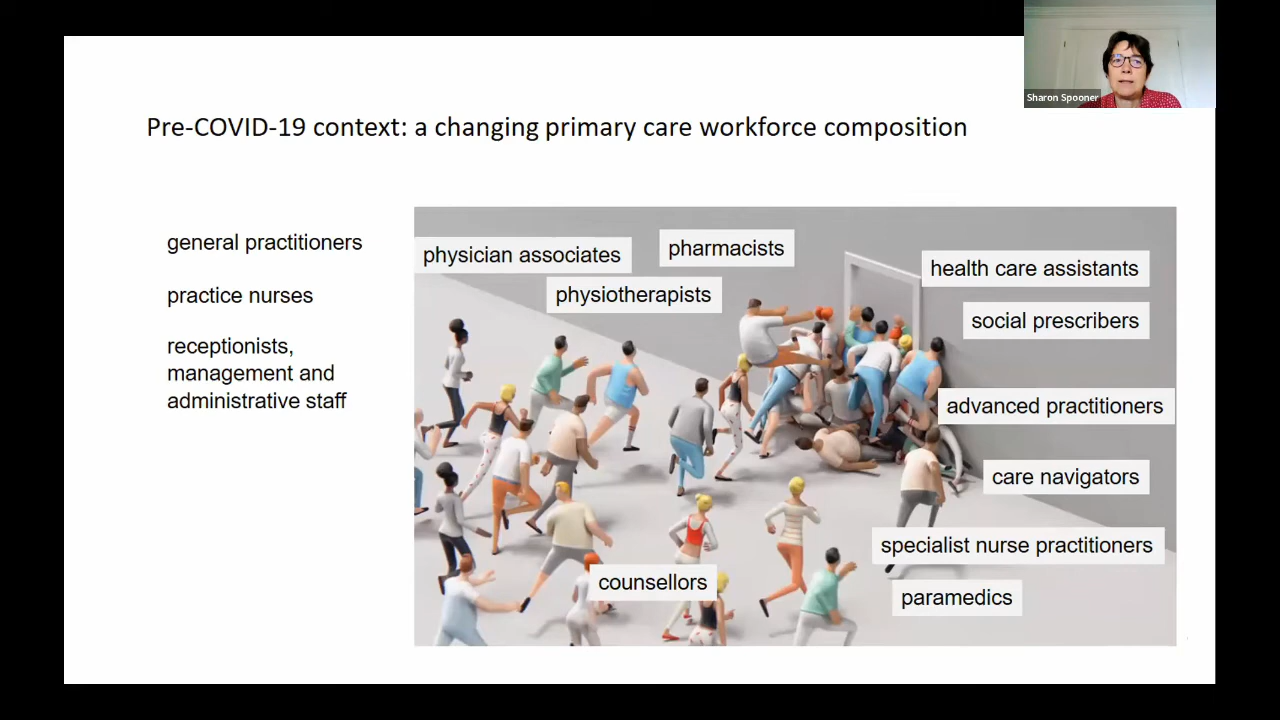 Sharon Spooner
Pre-COVID-19 context: a changing primary care workforce composition
general practitioners
practice nurses
receptionists,
management and
administrative staff
physician associates
pharmacists
physiotherapists
health care assistants
social prescribers
advanced practitioners
care navigators
specialist nurse practitioners
counsellors
paramedics